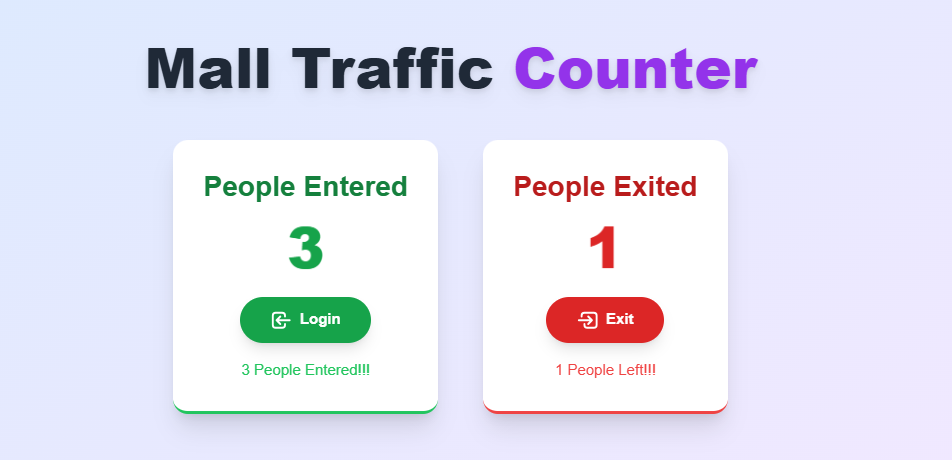 Mall Traffic Counter
People Entered
3
Login
3 People Entered!!!
People Exited
1
Exit
1 People Left!!!